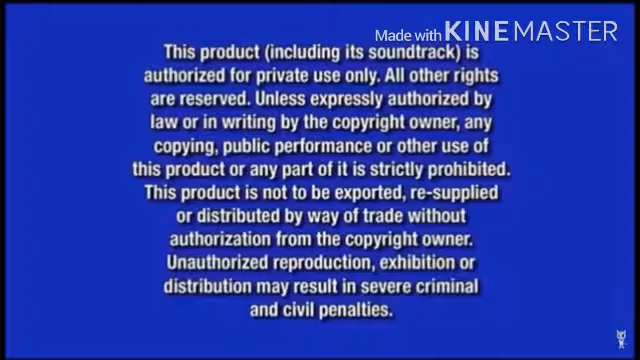 Made with KINEMASTER
This product (including its soundtrack) is
authorized for private use only. All other rights
are reserved. Unless expressly authorized by
law or in writing by the copyright owner, any
copying, public performance or other use of
this product or any part of it is strictly prohibited.
This product is not to be exported, re-supplied
or distributed by way of trade without
authorization from the copyright owner.
Unauthorized reproduction, exhibition or
distribution may result in severe criminal
and civil penalties.